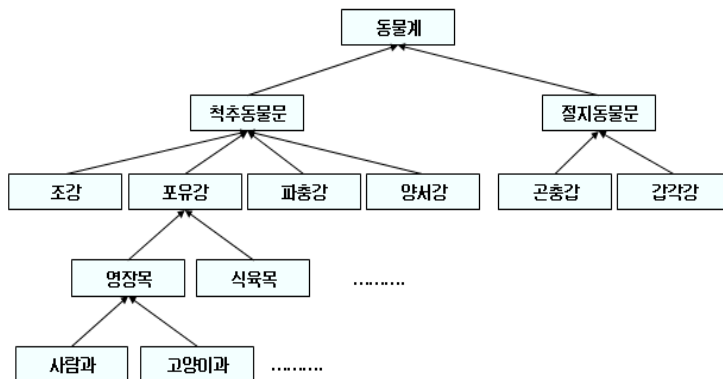 동물계
척추동물문
절지동물문
조강
포유강
파충강
양서강
곤충갑
갑각강
영장목
식육목
..........
사람과
고양이과
..........